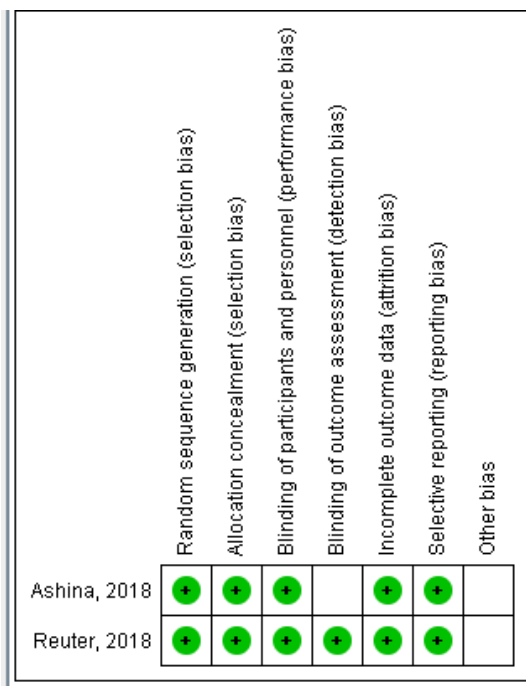 Random sequence generation (selection bias)
Allocation concealment (selection bias)
Blinding of participants and personnel (performance bias)
Blinding of outcome assessment (detection bias)
Incomplete outcome data (attrition bias)
Selective reporting (reporting bias)
Other bias
Ashina, 2018 + + + + +
Reuter, 2018 + + + + + +